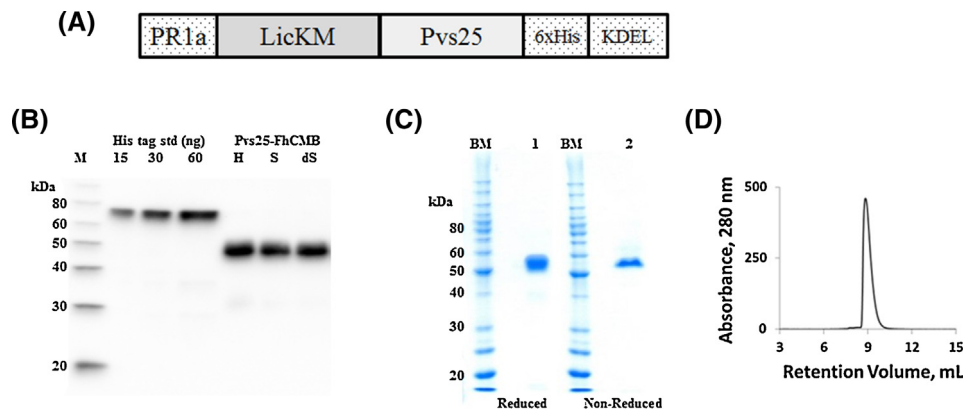 (A)
PR1a LicKM Pvs25 6xHis KDEL
(B)
His tag std (ng) Pvs25-FhCMB
M 15 30 60 H S dS
kDa
80
60
50
40
30
20
(C)
BM 1 BM 2
kDa
80
60
50
40
30
20
Reduced Non-Reduced
(D)
Absorbance, 280 nm
500
250
0
3 6 9 12 15
Retention Volume, mL